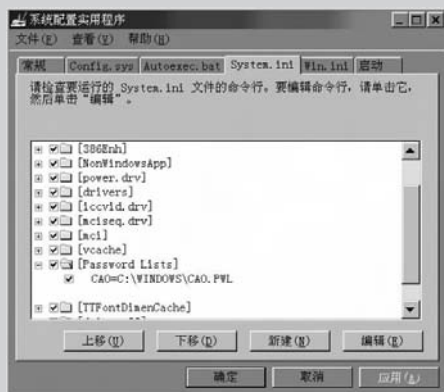 系统配置实用程序
文件(F) 查看(V) 帮助(H)
常规 Config.sys Autoexec.bat System.ini Win.ini 启动
请检查要运行的 System.ini 文件的命令行。要编辑命令行，请单击它，
然后单击“编辑”。
[386Enh]
[NonWindowsApp]
[power.drv]
[drivers]
[iccvid.drv]
[mciseq.drv]
[mci]
[vcache]
[Password Lists]
CAO=C:\WINDOWS\CAO.PWL
[TTFontDimenCache]
上移(U) 下移(D) 新建(N) 编辑(E)
确定 取消 应用(A)